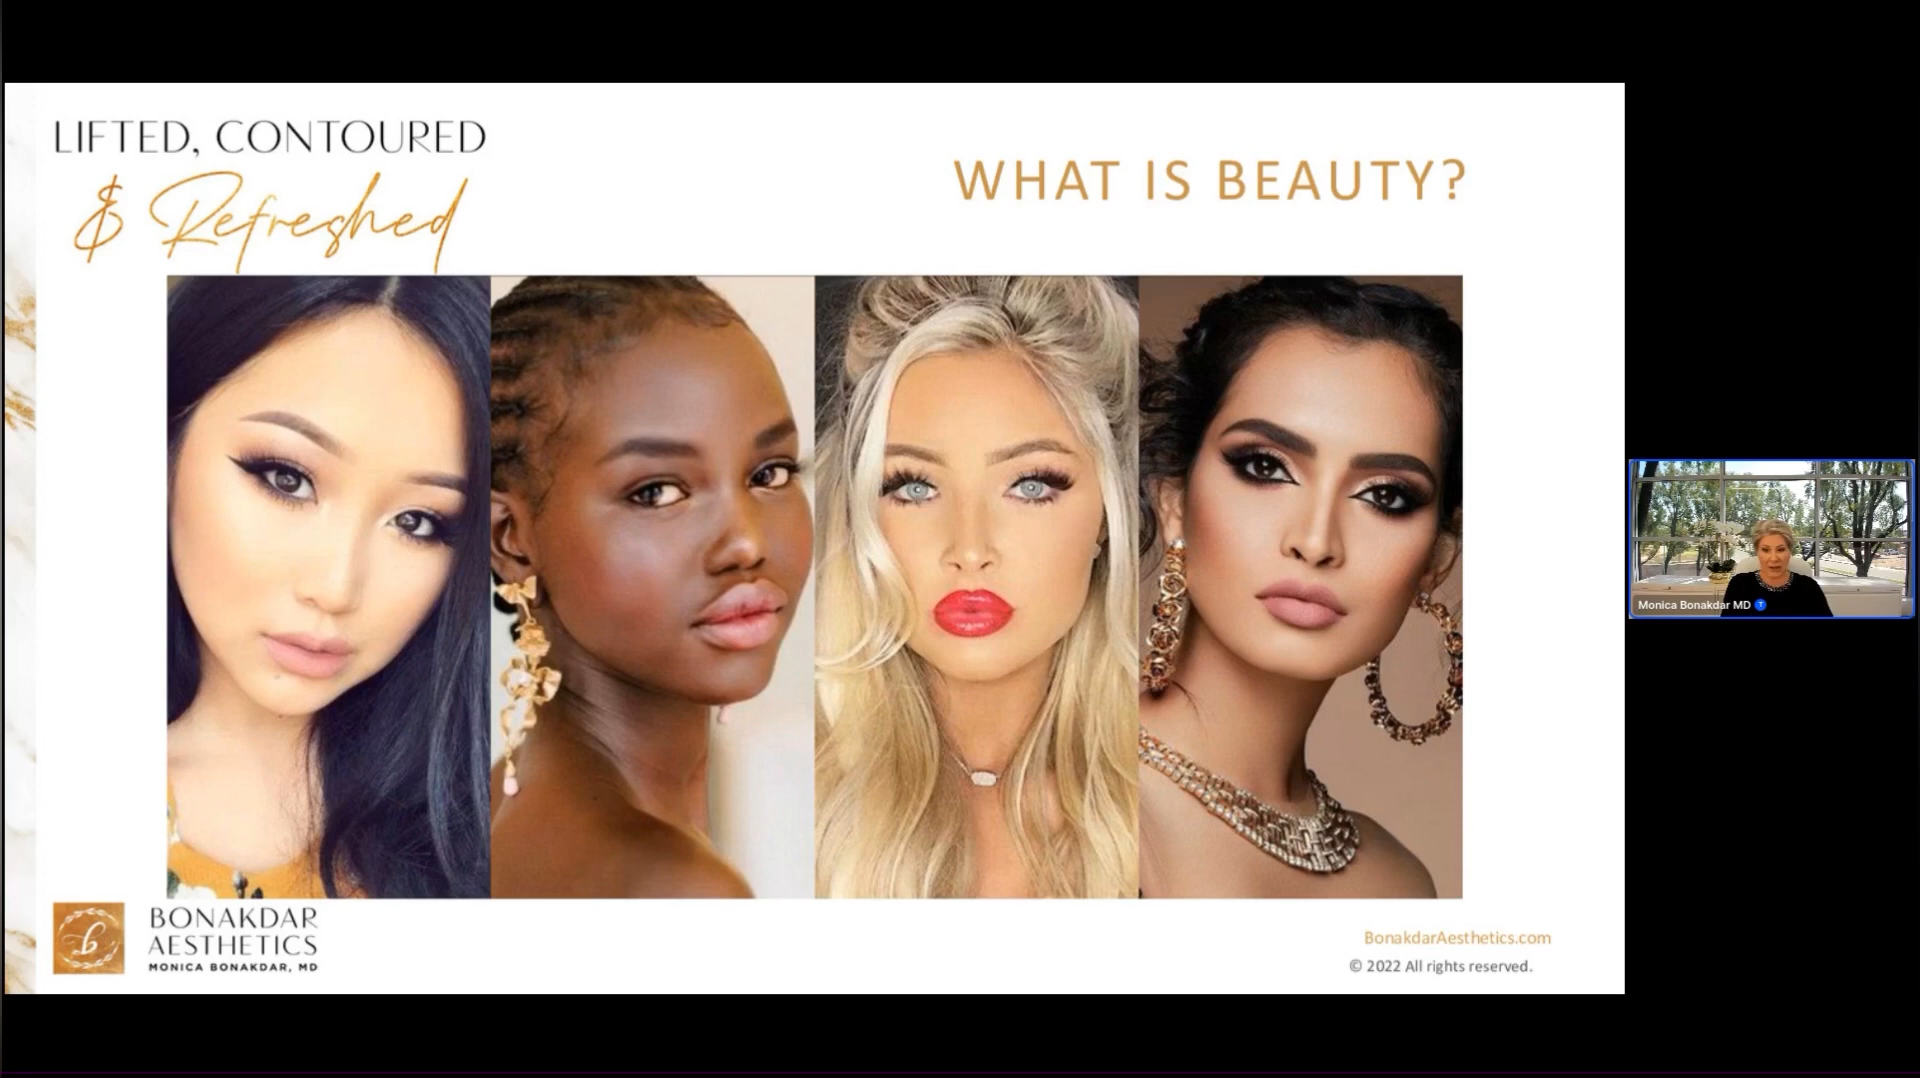 LIFTED, CONTOURED
& Refreshed
WHAT IS BEAUTY?
Monica Bonakdar MD
b
BONAKDAR
AESTHETICS
MONICA BONAKDAR, MD
BonakdarAesthetics.com
© 2022 All rights reserved.